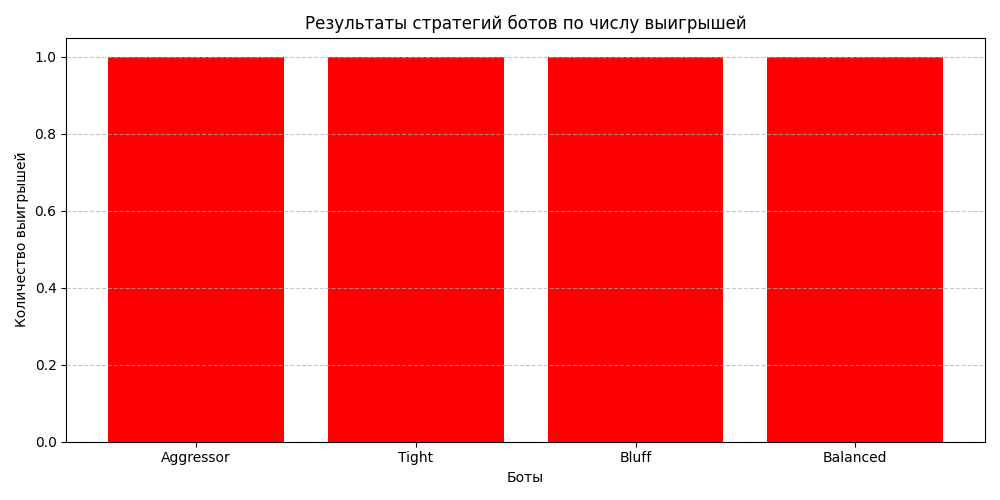 Результаты стратегий ботов по числу выигрышей
Количество выигрышей
1.0
0.8
0.6
0.4
0.2
0.0
Aggressor
Tight
Bluff
Balanced
Боты